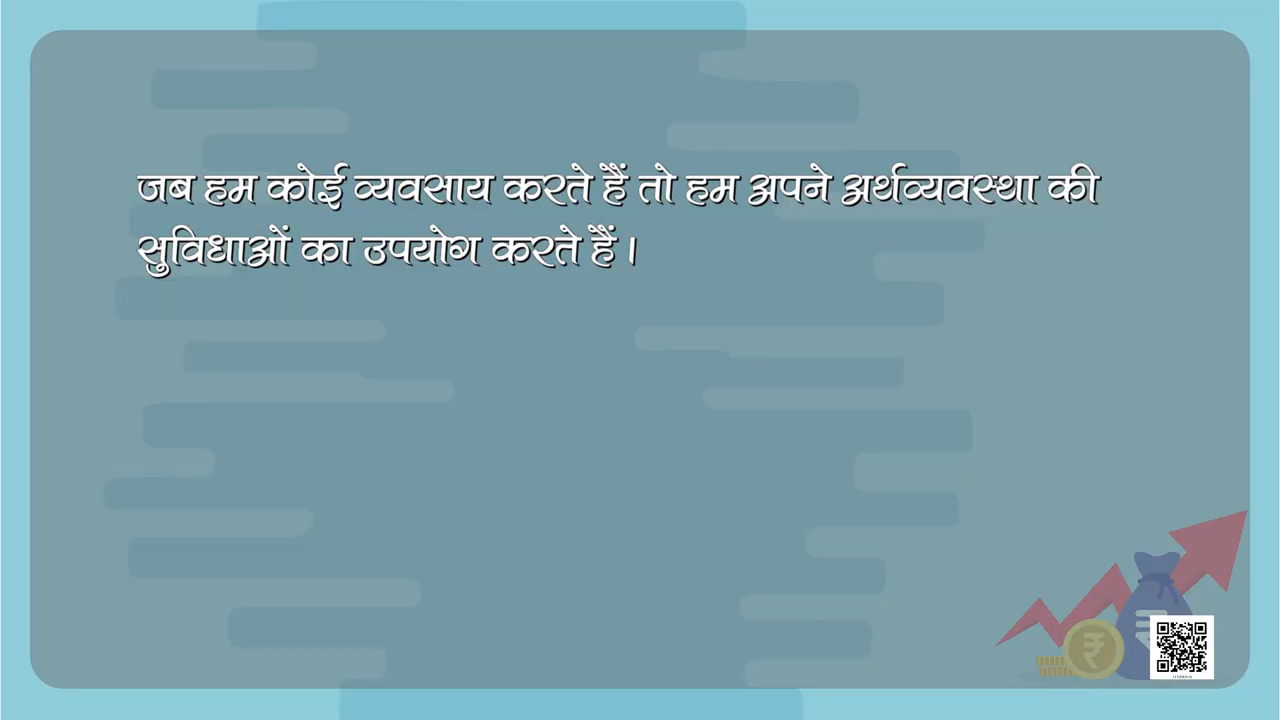 जब हम कोई व्यवसाय करते हैं तो हम अपने अर्थव्यवस्था की
सुविधाओं का उपयोग करते हैं।